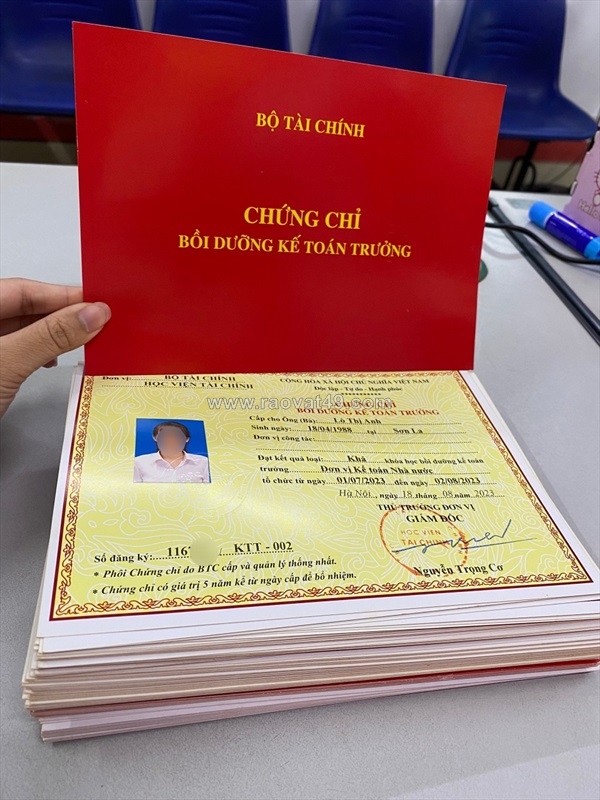 BỘ TÀI CHÍNH
CHỨNG CHỈ
BỒI DƯỠNG KẾ TOÁN TRƯỞNG
Đơn vị: BỘ TÀI CHÍNH
HỌC VIỆN TÀI CHÍNH
CỘNG HÒA XÃ HỘI CHỦ NGHĨA VIỆT NAM
Độc lập - Tự do - Hạnh phúc
www.raovat49.com
CHỨNG CHỈ
BỒI DƯỠNG KẾ TOÁN TRƯỞNG
Cấp cho Ông (Bà): Lò Thị Anh
Sinh ngày: 18/04/1988 tại Sơn La
Đơn vị công tác:
Đạt kết quả loại: Khá khóa học bồi dưỡng kế toán
trưởng Đơn vị Kế toán Nhà nước
tổ chức từ ngày 01/07/2023 đến ngày 02/08/2023
Hà Nội, ngày 18 tháng 08 năm 2023
THỦ TRƯỞNG ĐƠN VỊ
GIÁM ĐỐC
HỌC VIỆN
TÀI CHÍNH
Nguyễn Trọng Cơ
Số đăng ký: 116 KTT - 002
* Phôi Chứng chỉ do BTC cấp và quản lý thống nhất.
* Chứng chỉ có giá trị 5 năm kể từ ngày cấp để bổ nhiệm.